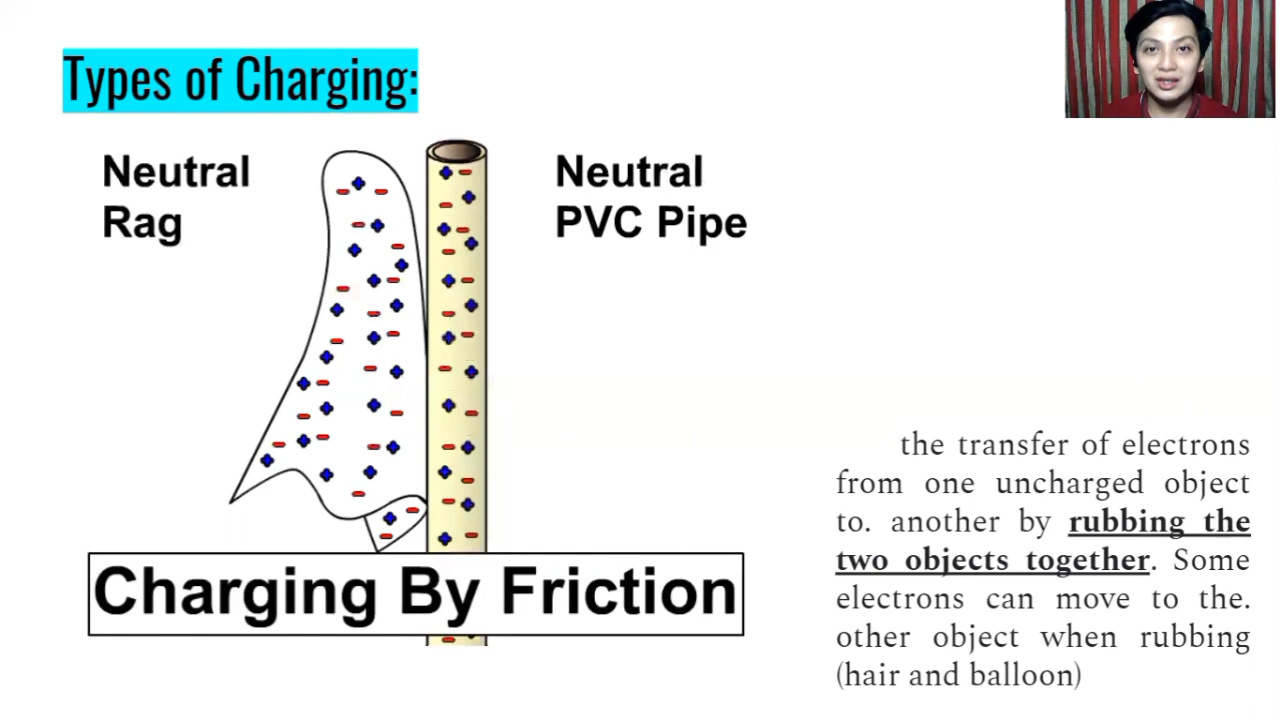 Types of Charging:
Neutral
Rag
Neutral
PVC Pipe
Charging By Friction
the transfer of electrons
from one uncharged object
to. another by rubbing the
two objects together. Some
electrons can move to the.
other object when rubbing
(hair and balloon)